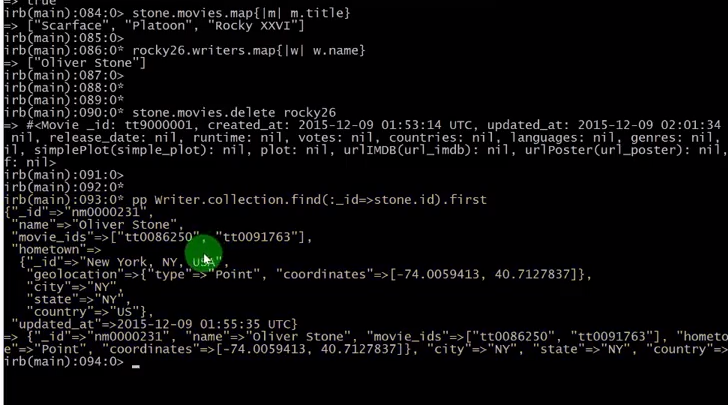 => true
irb(main):084:0> stone.movies.map{|m| m.title}
=> ["Scarface", "Platoon", "Rocky XXVI"]
irb(main):085:0>
irb(main):086:0* rocky26.writers.map{|w| w.name}
=> ["Oliver Stone"]
irb(main):087:0>
irb(main):088:0*
irb(main):089:0*
irb(main):090:0* stone.movies.delete rocky26
=> #<Movie _id: tt9000001, created_at: 2015-12-09 01:53:14 UTC, updated_at: 2015-12-09 02:01:34
: nil, release_date: nil, runtime: nil, votes: nil, countries: nil, languages: nil, genres: nil
il, simplePlot(simple_plot): nil, plot: nil, urlIMDB(url_imdb): nil, urlPoster(url_poster): nil,
f: nil>
irb(main):091:0>
irb(main):092:0*
irb(main):093:0* pp Writer.collection.find(:_id=>stone.id).first
{"_id"=>"nm0000231",
"name"=>"Oliver Stone",
"movie_ids"=>["tt0086250", "tt0091763"],
"hometown"=>
{"_id"=>"New York, NY, USA",
"geolocation"=>{"type"=>"Point", "coordinates"=>[-74.0059413, 40.7127837]},
"city"=>"NY",
"state"=>"NY",
"country"=>"US"},
"updated_at"=>2015-12-09 01:55:35 UTC}
=> {"_id"=>"nm0000231", "name"=>"Oliver Stone", "movie_ids"=>["tt0086250", "tt0091763"], "homet
e"=>"Point", "coordinates"=>[-74.0059413, 40.7127837]}, "city"=>"NY", "state"=>"NY", "country"=>
irb(main):094:0>